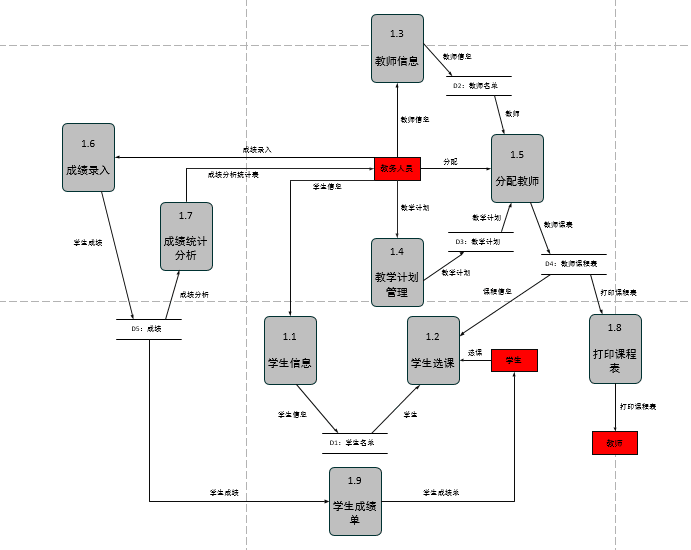 1.3
教师信息
教师信息
D2：教师名单
教师
教师信息
1.6
成绩录入
成绩录入
教务人员
分配
1.5
分配教师
成绩分析统计表
学生信息
1.7
成绩统计
分析
教学计划
教学计划
教师课表
学生成绩
1.4
教学计划
管理
D3：教学计划
教学计划
D4：教师课程表
成绩分析
课程信息
打印课程表
D5：成绩
1.1
学生信息
1.2
学生选课
选课
学生
1.8
打印课程
表
学生信息
学生
打印课程表
D1：学生名单
教师
1.9
学生成绩
单
学生成绩
学生成绩单